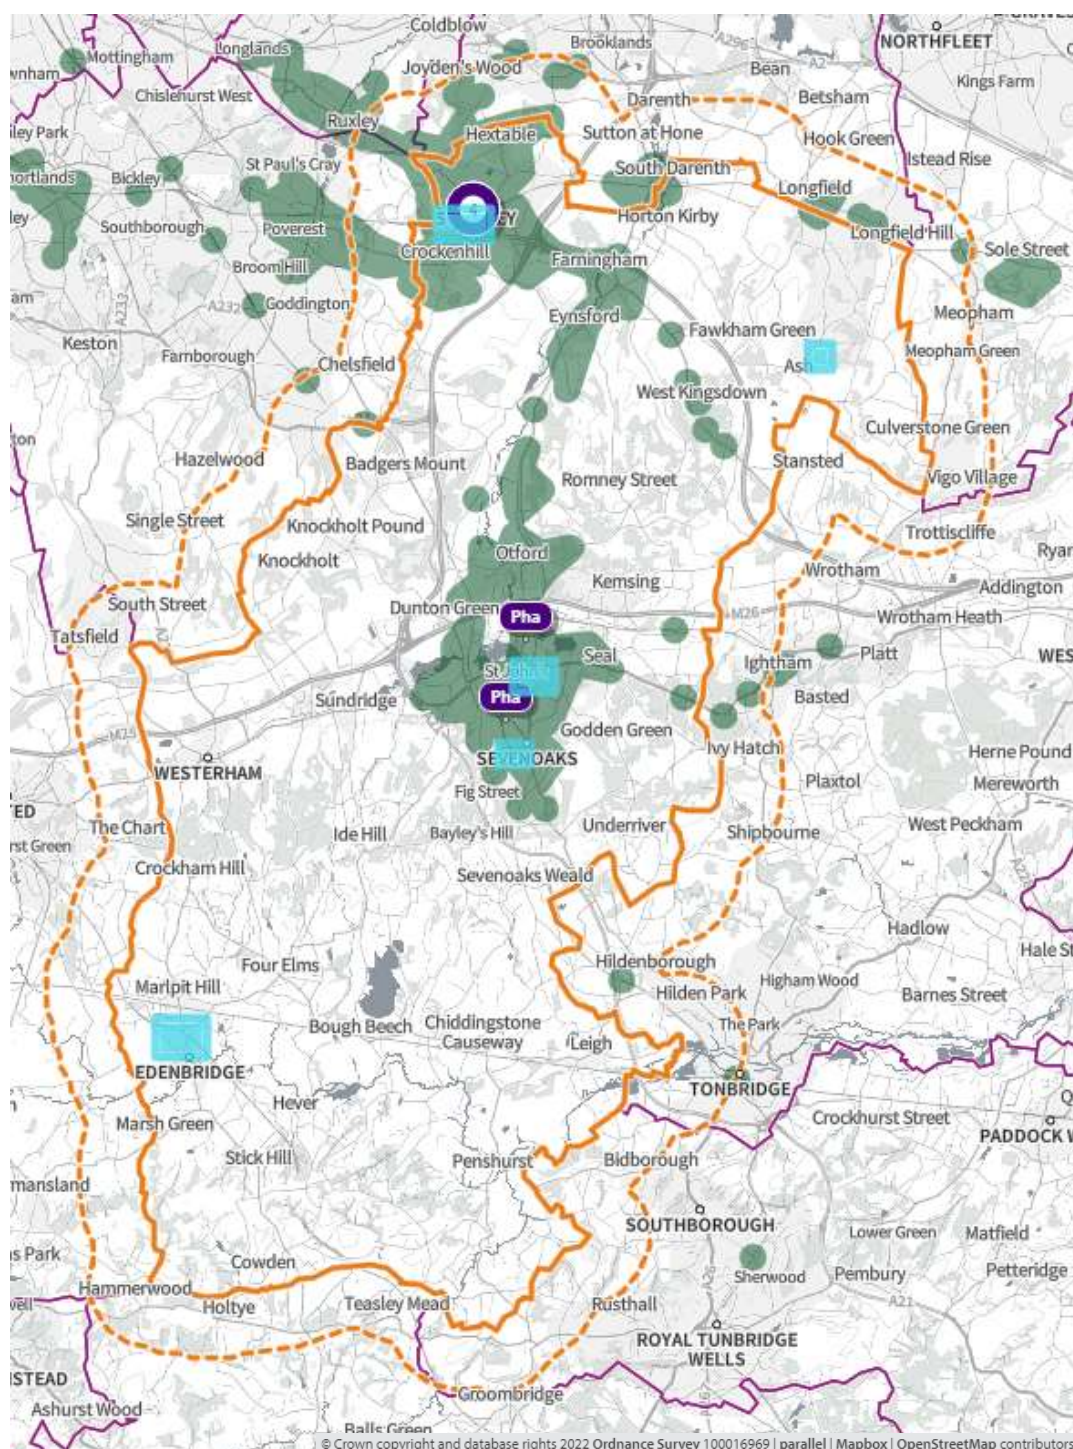 Coldblow
NORTHFLEET
Mottingham
Longlands
Brooklands
A296
A2
Joyden's Wood
Bean
Kings Farm
Chislehurst West
Darenth
Betsham
Ruxley
Hextable
Sutton at Hone
Hook Green
Istead Rise
St Paul's Cray
South Darenth
Bickley
Longfield
Southborough
Poverest
Horton Kirby
Longfield Hill
Crockenhill
Farningham
Sole Street
Broom Hill
A232
Goddington
A233
Eynsford
Fawkham Green
Meopham
Keston
Farnborough
Chelsfield
Meopham Green
West Kingsdown
Culverstone Green
Hazelwood
Badgers Mount
Stansted
Vigo Village
Romney Street
Single Street
Knockholt Pound
Trottiscliffe
Knockholt
Otford
Kemsing
Wrotham
Addington
South Street
Dunton Green
Pha
M26
Wrotham Heath
Tatsfield
Seal
Ightham
Platt
Sundridge
Pha
Basted
Godden Green
M25
Ivy Hatch
Herne Pound
WESTERHAM
SEVENOAKS
Plaxtol
Mereworth
Fig Street
The Chart
Ide Hill
Bayley's Hill
Underriver
Shipbourne
West Peckham
Crockham Hill
Sevenoaks Weald
Hadlow
Four Elms
Hildenborough
Marlpit Hill
Hilden Park
Higham Wood
Barnes Street
Bough Beech
Chiddingstone
Causeway
Leigh
The Park
EDENBRIDGE
TONBRIDGE
Hever
Marsh Green
Crockhurst Street
Stick Hill
Penshurst
Bidborough
SOUTHBOROUGH
Lower Green
Matfield
Cowden
Sherwood
Pembury
Petteridge
Hammerwood
Holtye
Teasley Mead
Rusthall
A26
A21
ROYAL TUNBRIDGE
WELLS
Groombridge
Ashurst Wood
Balls Green
© Crown copyright and database rights 2022 Ordnance Survey 100016969 | parallel | Mapbox | OpenStreetMap contributors